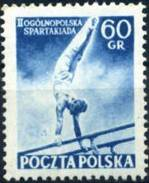 II OGÓLNOPOLSKA
SPARTAKIADA
60
GR
POCZTA POLSKA